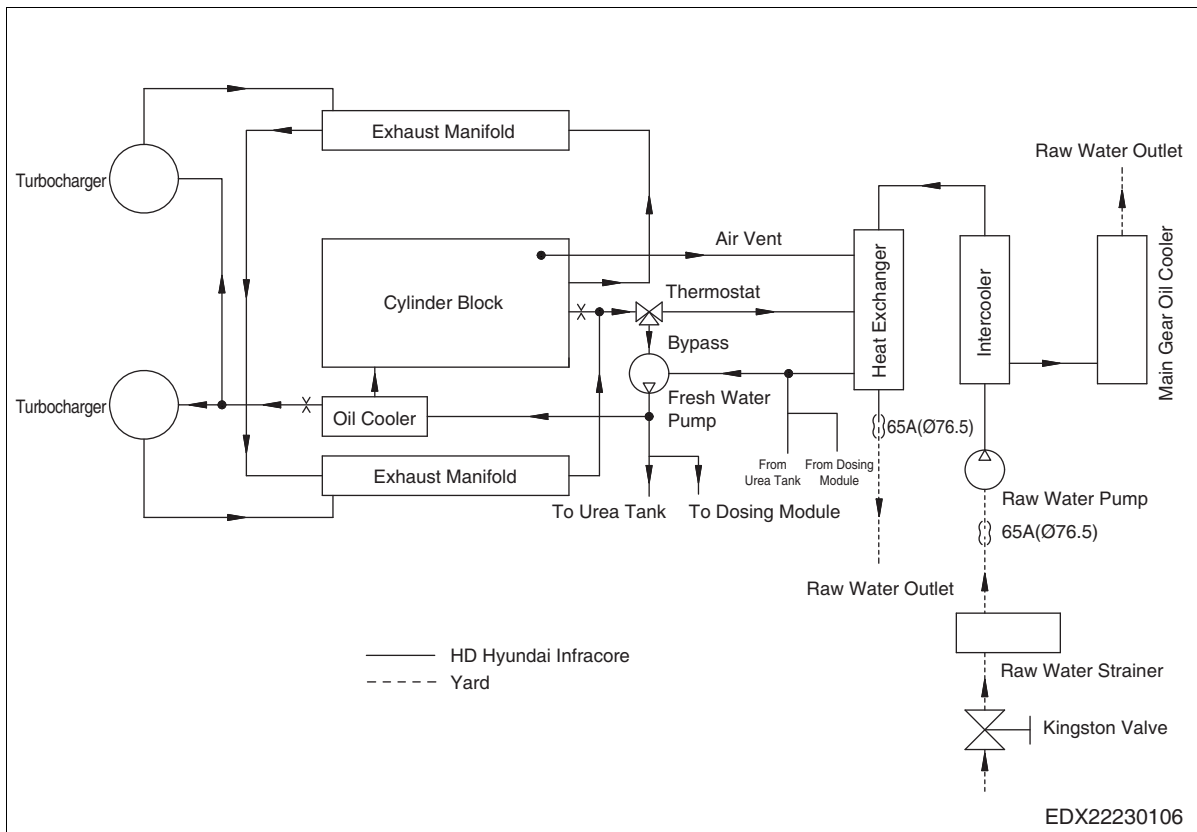 Exhaust Manifold
Raw Water Outlet
Turbocharger
Air Vent
Cylinder Block
Thermostat
Heat Exchanger
Intercooler
Main Gear Oil Cooler
Bypass
Turbocharger
Oil Cooler
Fresh Water
Pump
65A(Ø76.5)
Exhaust Manifold
From
Urea Tank
From Dosing
Module
Raw Water Pump
To Urea Tank
To Dosing Module
65A(Ø76.5)
Raw Water Outlet
HD Hyundai Infracore
Yard
Raw Water Strainer
Kingston Valve
EDX22230106